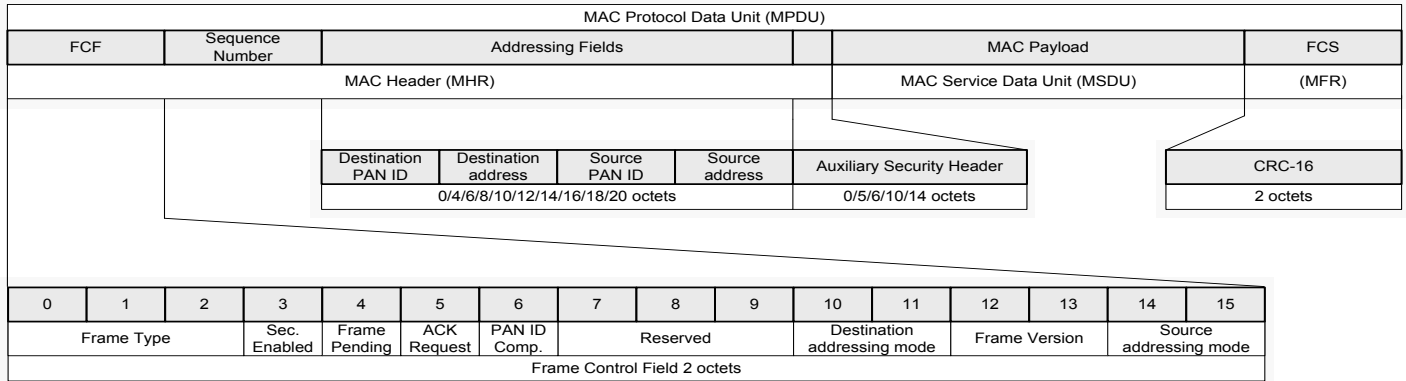 MAC Protocol Data Unit (MPDU)
FCF
Sequence
Number
Addressing Fields
MAC Payload
FCS
MAC Header (MHR)
MAC Service Data Unit (MSDU)
(MFR)
Destination
PAN ID
Destination
address
Source
PAN ID
Source
address
Auxiliary Security Header
CRC-16
0/4/6/8/10/12/14/16/18/20 octets
0/5/6/10/14 octets
2 octets
0 1 2 3 4 5 6 7 8 9 10 11 12 13 14 15
Frame Type
Sec.
Enabled
Frame
Pending
ACK
Request
PAN ID
Comp.
Reserved
Destination
addressing mode
Frame Version
Source
addressing mode
Frame Control Field 2 octets